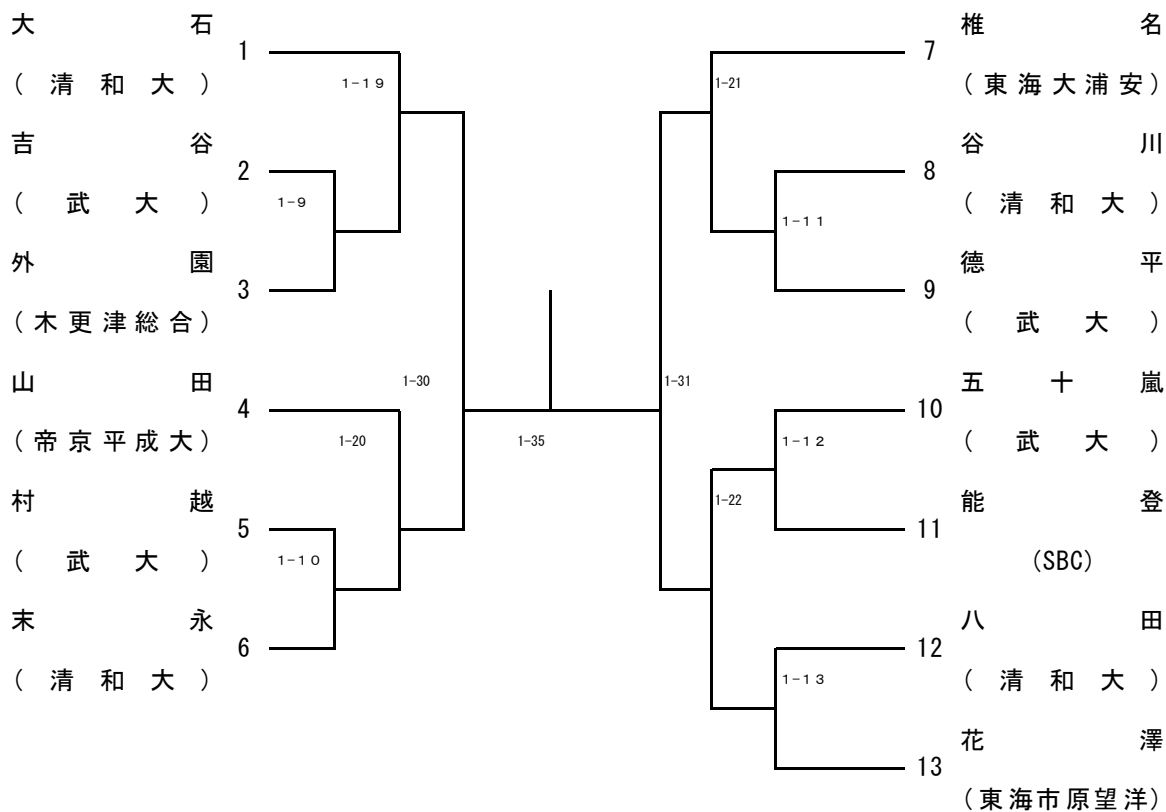 大石
1
(清和大)
1-19
吉谷
2
(武大)
1-9
外園
3
(木更津総合)
山田
4
(帝京平成大)
1-30
1-20
村越
5
(武大)
1-10
末永
6
(清和大)
1-35
椎名
7
(東海大浦安)
1-21
谷川
8
(清和大)
1-11
德平
9
(武大)
1-31
五十嵐
10
(武大)
1-12
1-22
能登
11
(SBC)
八田
12
(清和大)
1-13
花澤
13
(東海市原望洋)